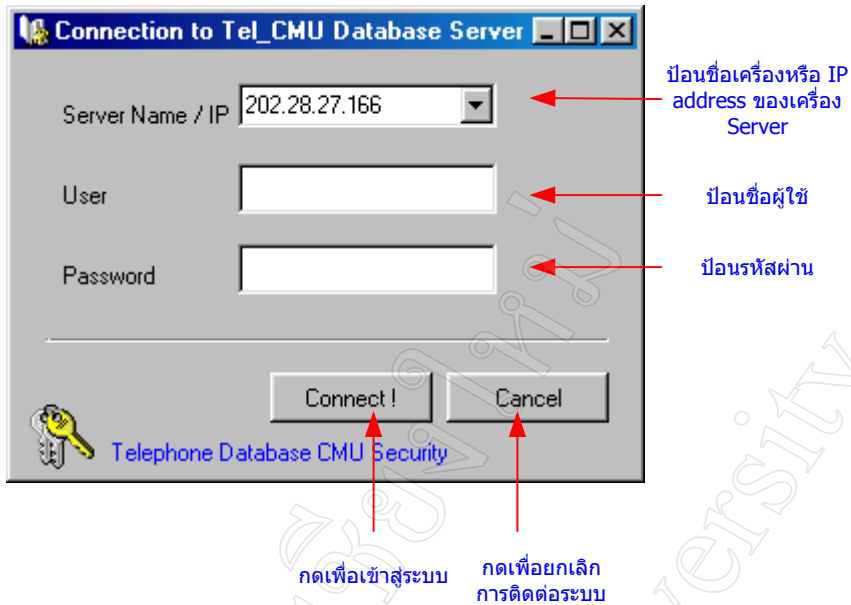 Connection to Tel_CMU Database Server
Server Name / IP 202.28.27.166
ป้อนชื่อเครื่องหรือ IP
address ของเครื่อง
Server
User
ป้อนชื่อผู้ใช้
Password
ป้อนรหัสผ่าน
Connect !
Cancel
Telephone Database CMU Security
กดเพื่อเข้าสู่ระบบ
กดเพื่อยกเลิก
การติดต่อระบบ